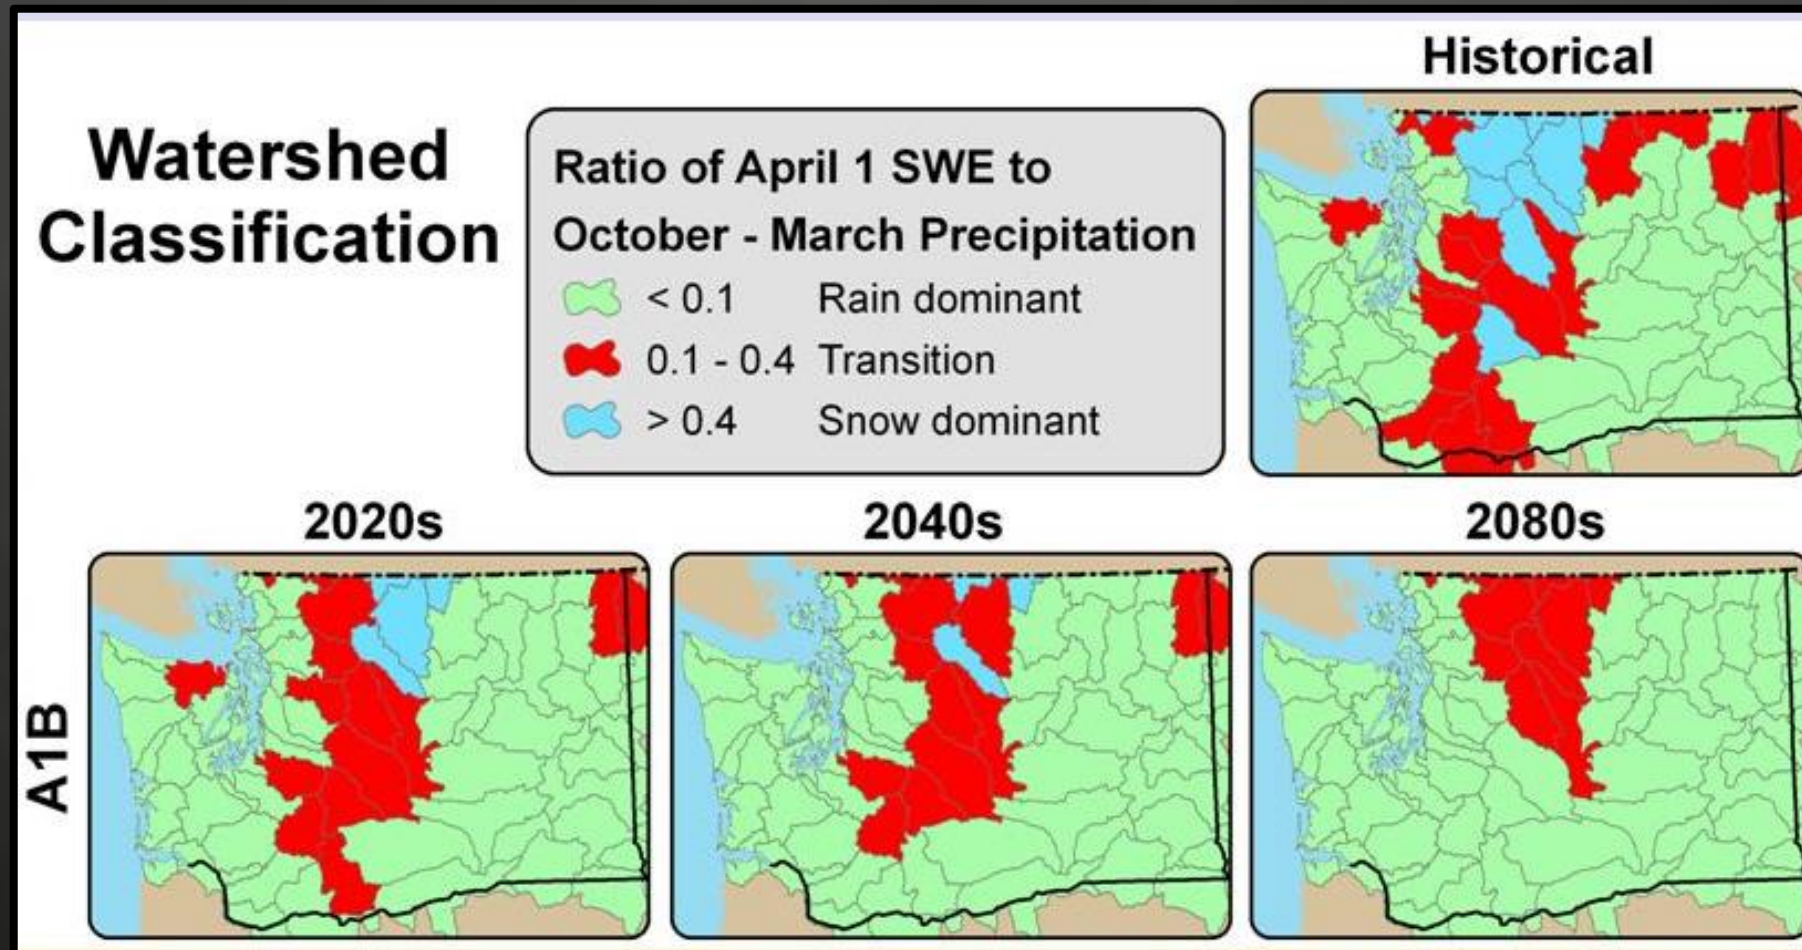 Watershed
Classification
Ratio of April 1 SWE to
October - March Precipitation
< 0.1 Rain dominant
0.1 - 0.4 Transition
> 0.4 Snow dominant
Historical
2020s
2040s
2080s
A1B